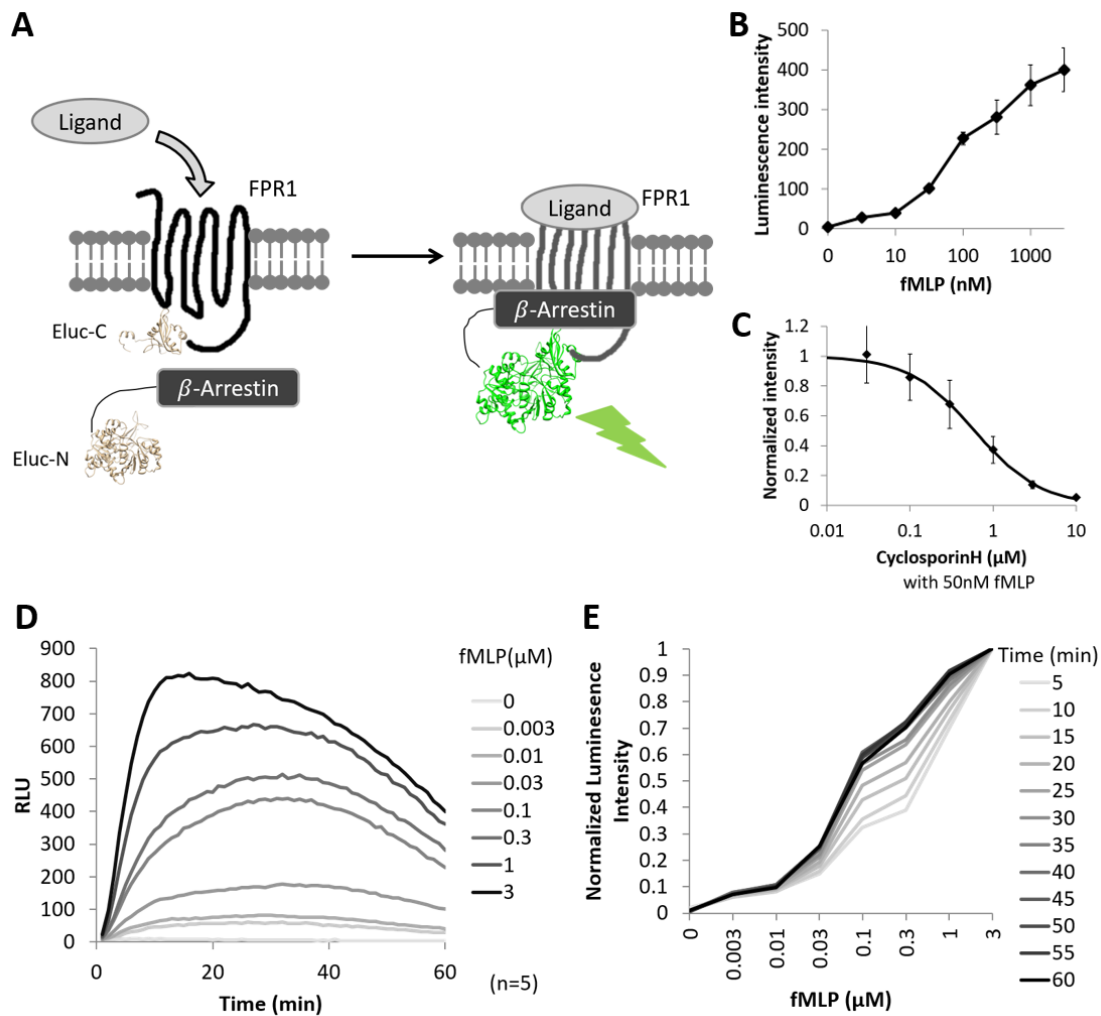 A
Ligand
FPR1
Eluc-C
β-Arrestin
Eluc-N
Ligand
FPR1
β-Arrestin
B
Luminescence intensity
500
400
300
200
100
0
0 10 100 1000
fMLP (nM)
C
Normalized intensity
1.2
1
0.8
0.6
0.4
0.2
0
0.01 0.1 1 10
CyclosporinH (μM)
with 50nM fMLP
D
RLU
900
800
700
600
500
400
300
200
100
0
0 20 40 60
Time (min)
fMLP(μM)
0
0.003
0.01
0.03
0.1
0.3
1
3
(n=5)
E
Normalized Luminesence
Intensity
1
0.9
0.8
0.7
0.6
0.5
0.4
0.3
0.2
0.1
0
0 0.003 0.01 0.03 0.1 0.3 1 3
fMLP (μM)
Time (min)
5
10
15
20
25
30
35
40
45
50
55
60